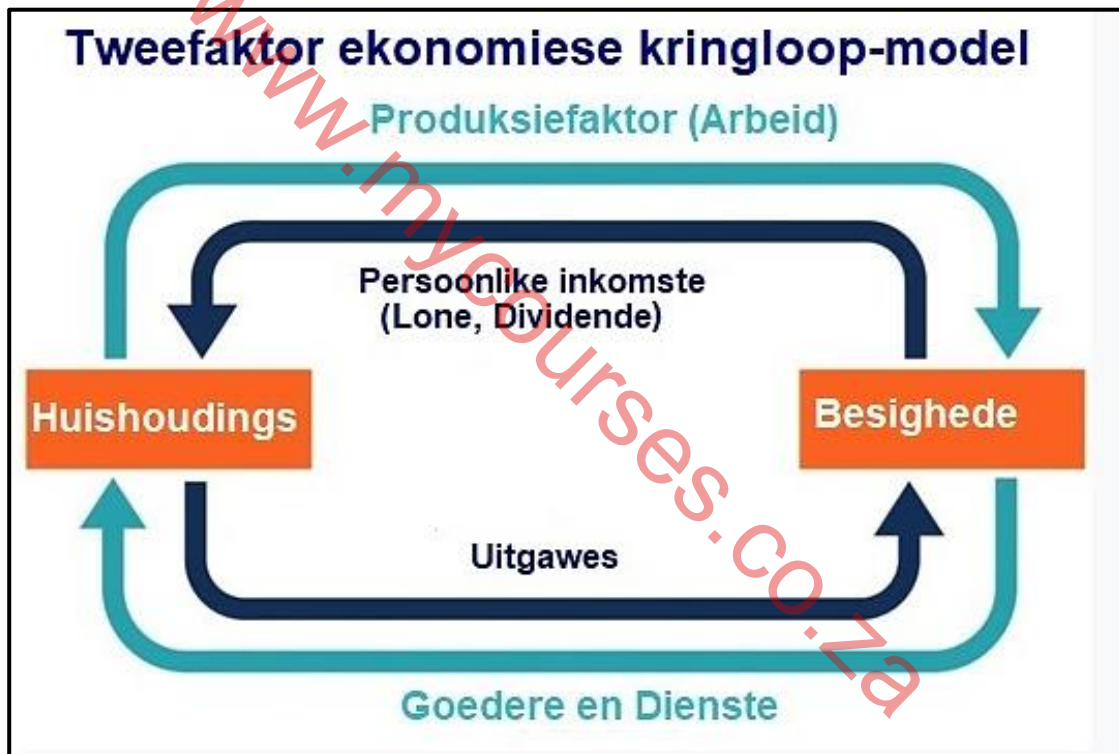 Tweefaktor ekonomiese kringloop-model
Produksiefaktor (Arbeid)
Persoonlike inkomste
(Lone, Dividende)
Huishoudings
Besighede
Uitgawes
Goedere en Dienste
www.mycourses.co.za